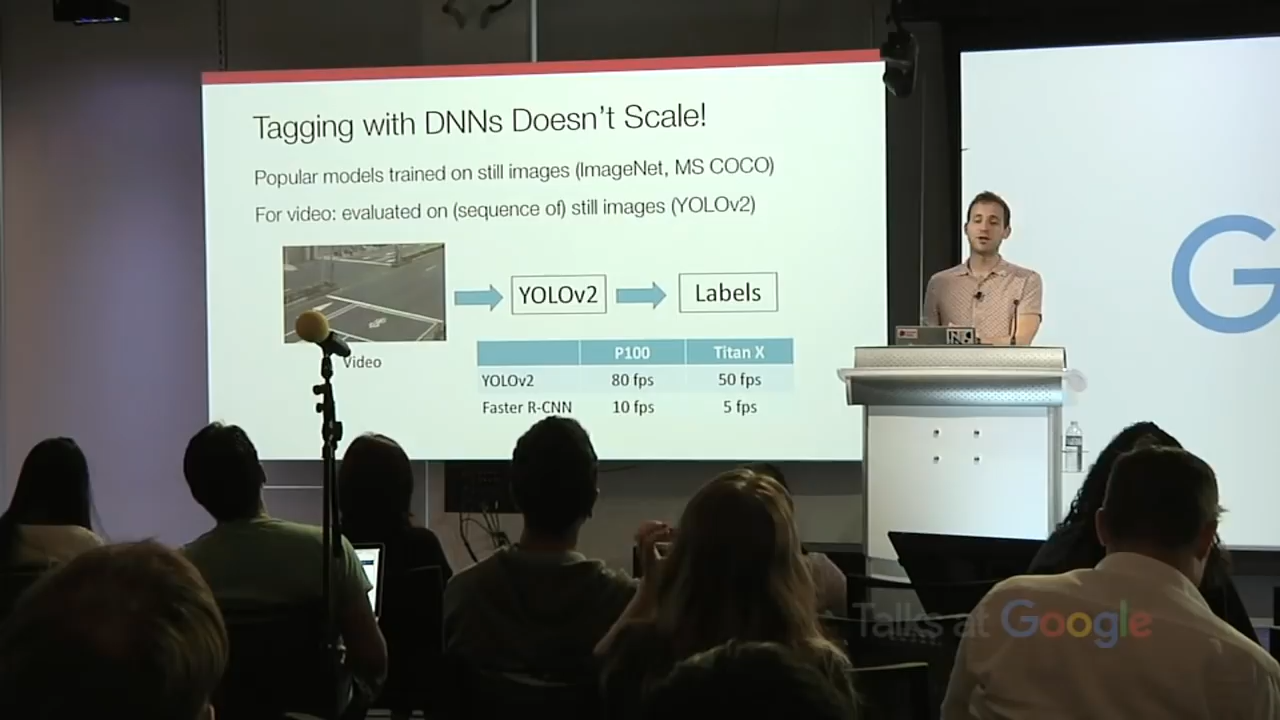 Tagging with DNNs Doesn't Scale!
Popular models trained on still images (ImageNet, MS COCO)
For video: evaluated on (sequence of) still images (YOLOv2)
YOLOv2
Labels
Video
P100 Titan X
YOLOv2 80 fps 50 fps
Faster R-CNN 10 fps 5 fps
G
Talks at Google